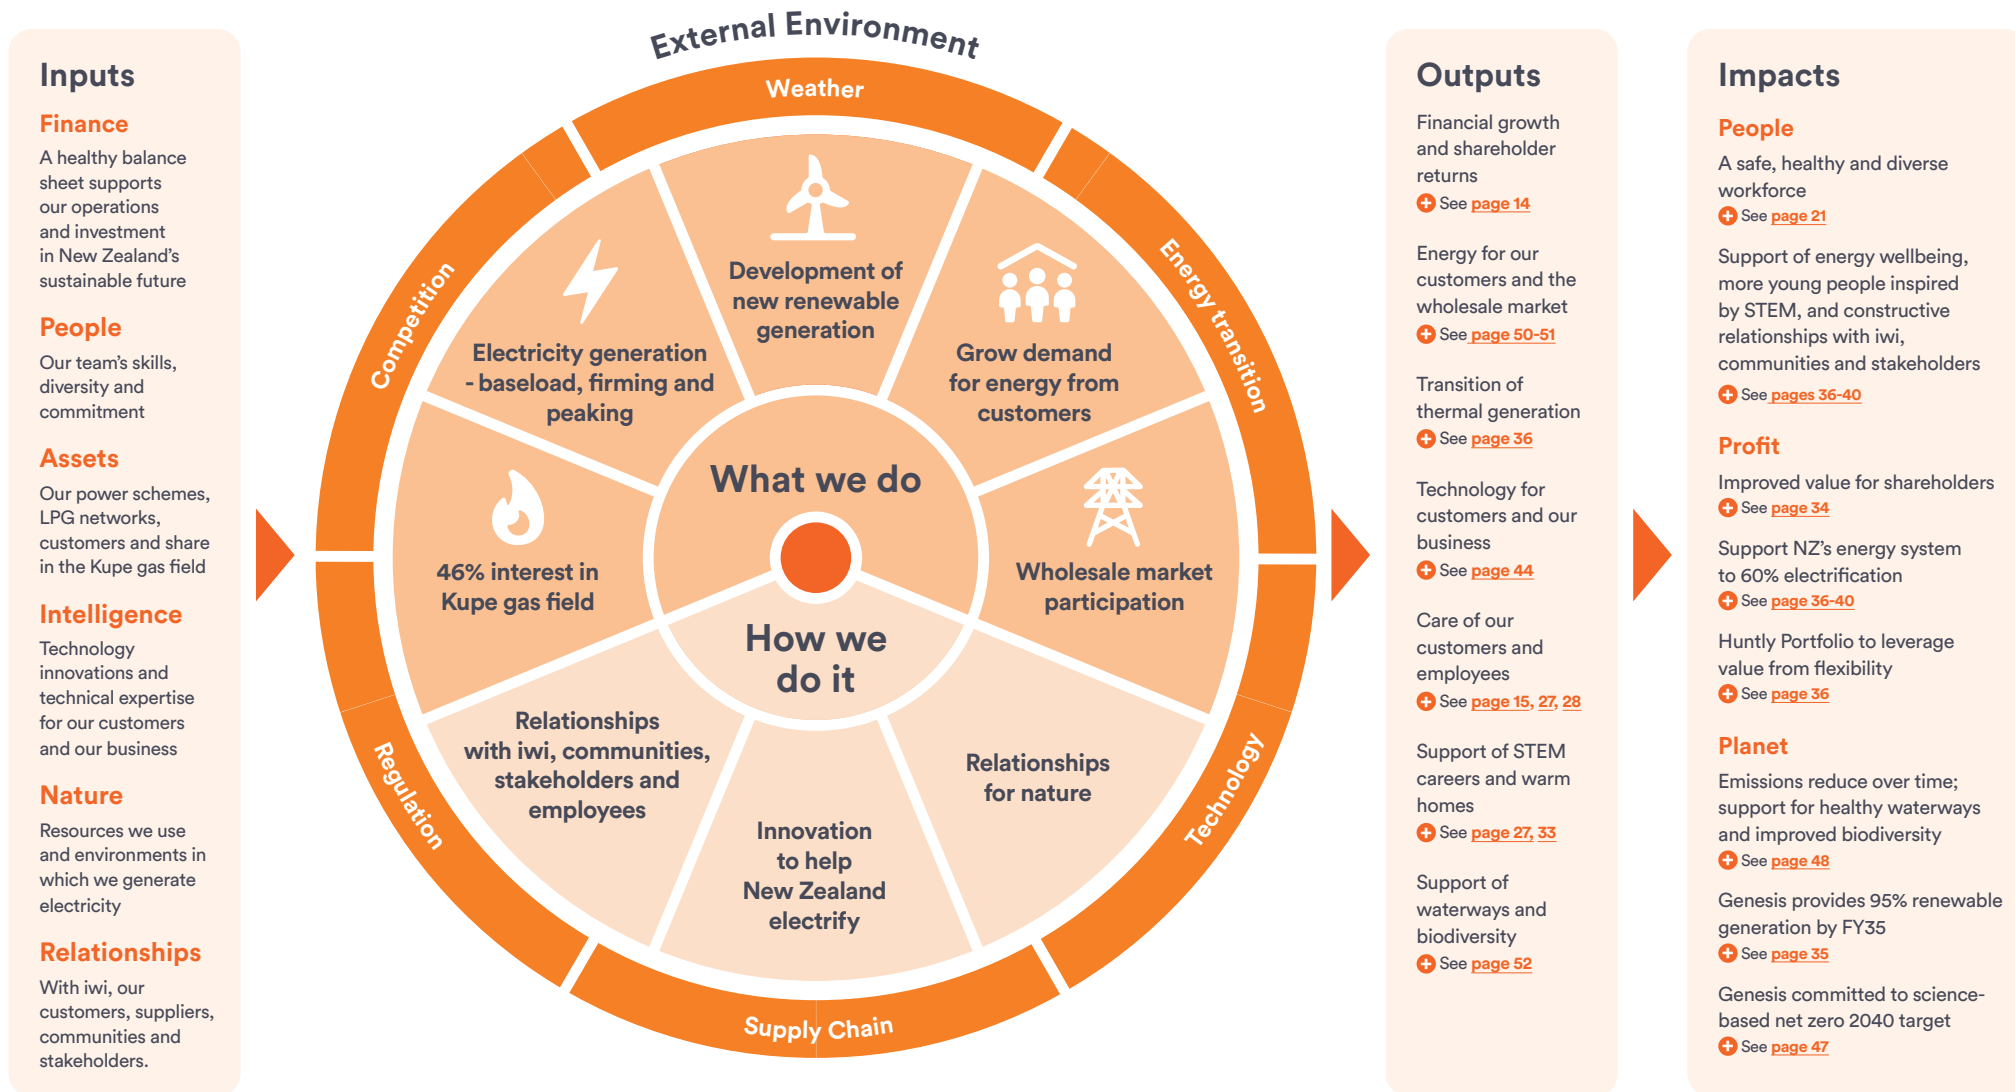 External Environment
Inputs
Finance
A healthy balance
sheet supports
our operations
and investment
in New Zealand’s
sustainable future
People
Our team’s skills,
diversity and
commitment
Assets
Our power schemes,
LPG networks,
customers and share
in the Kupe gas field
Intelligence
Technology
innovations and
technical expertise
for our customers
and our business
Nature
Resources we use
and environments in
which we generate
electricity
Relationships
With iwi, our
customers, suppliers,
communities and
stakeholders.
Weather
Energy transition
Technology
Supply Chain
Regulation
Competition
Development of
new renewable
generation
Electricity generation
- baseload, firming and
peaking
Grow demand
for energy from
customers
46% interest in
Kupe gas field
What we do
Wholesale market
participation
How we
do it
Relationships
with iwi, communities,
stakeholders and
employees
Innovation
to help
New Zealand
electrify
Relationships
for nature
Outputs
Financial growth
and shareholder
returns
See page 14
Energy for our
customers and the
wholesale market
See page 50-51
Transition of
thermal generation
See page 36
Technology for
customers and our
business
See page 44
Care of our
customers and
employees
See page 15, 27, 28
Support of STEM
careers and warm
homes
See page 27, 33
Support of
waterways and
biodiversity
See page 52
Impacts
People
A safe, healthy and diverse
workforce
See page 21
Support of energy wellbeing,
more young people inspired
by STEM, and constructive
relationships with iwi,
communities and stakeholders
See pages 36-40
Profit
Improved value for shareholders
See page 34
Support NZ’s energy system
to 60% electrification
See page 36-40
Huntly Portfolio to leverage
value from flexibility
See page 36
Planet
Emissions reduce over time;
support for healthy waterways
and improved biodiversity
See page 48
Genesis provides 95% renewable
generation by FY35
See page 35
Genesis committed to science-
based net zero 2040 target
See page 47